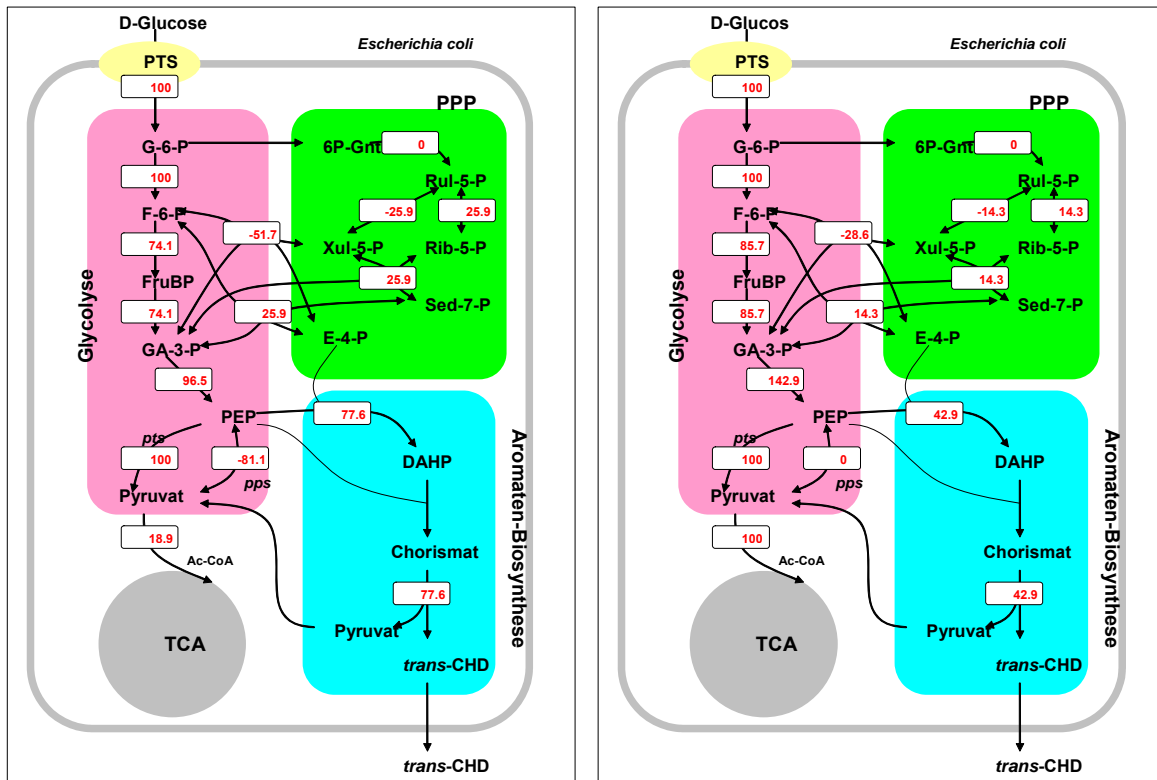 D-Glucose
Escherichia coli
PTS
100
PPP
G-6-P
6P-Gnt
0
100
Rul-5-P
F-6-P
-25.9
25.9
-51.7
74.1
Xul-5-P
Rib-5-P
FruBP
25.9
Sed-7-P
74.1
25.9
Glycolyse
GA-3-P
E-4-P
96.5
PEP
77.6
pts
100
-81.1
DAHP
pps
Pyruvat
18.9
Ac-CoA
Chorismat
77.6
Pyruvat
TCA
trans-CHD
Aromaten-Biosynthese
trans-CHD
D-Glucos
Escherichia coli
PTS
100
PPP
G-6-P
6P-Gnt
0
100
Rul-5-P
F-6-P
-14.3
14.3
-28.6
85.7
Xul-5-P
Rib-5-P
FruBP
14.3
Sed-7-P
85.7
14.3
Glycolyse
GA-3-P
E-4-P
142.9
PEP
42.9
pts
100
0
DAHP
pps
Pyruvat
100
Ac-CoA
Chorismat
42.9
Pyruvat
TCA
trans-CHD
Aromaten-Biosynthese
trans-CHD